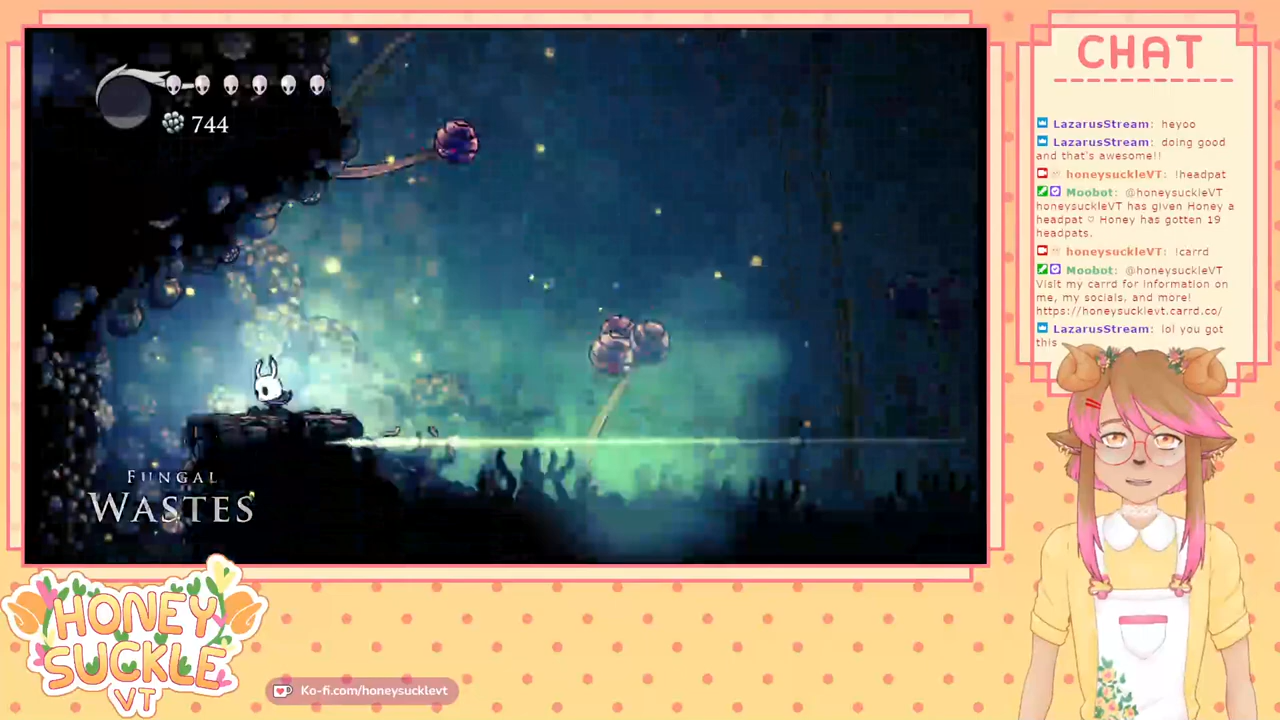 744
FUNGAL
WASTES
CHAT
LazarusStream: heyoo
LazarusStream: doing good
and that's awesome!!
honeysuckleVT: !headpat
Moobot: @honeysuckleVT
honeysuckleVT has given Honey a
headpat ♡ Honey has gotten 19
headpats.
honeysuckleVT: !carrd
Moobot: @honeysuckleVT
Visit my carrd for information on
me, my socials, and more!
https://honeysucklevt.carrd.co/
LazarusStream: lol you got
this
HONEY
SUCKLE
VT
Ko-fi.com/honeysucklevt